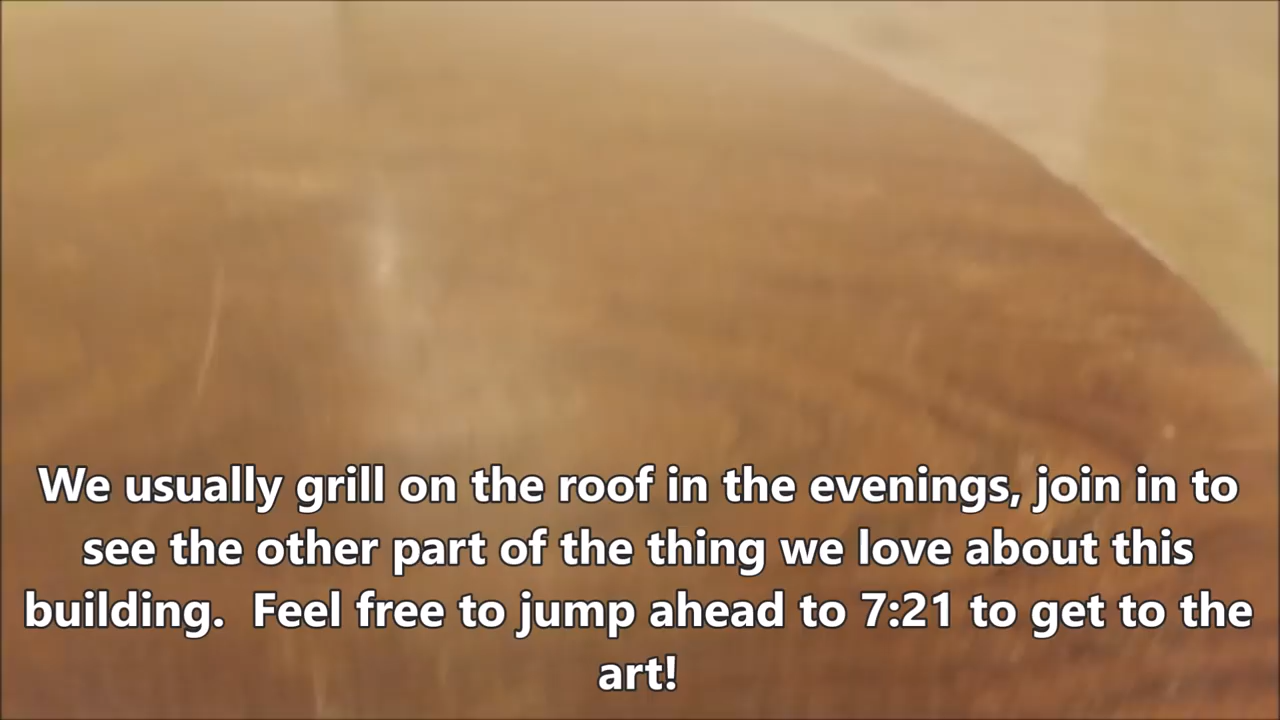 We usually grill on the roof in the evenings, join in to
see the other part of the thing we love about this
building.  Feel free to jump ahead to 7:21 to get to the
art!